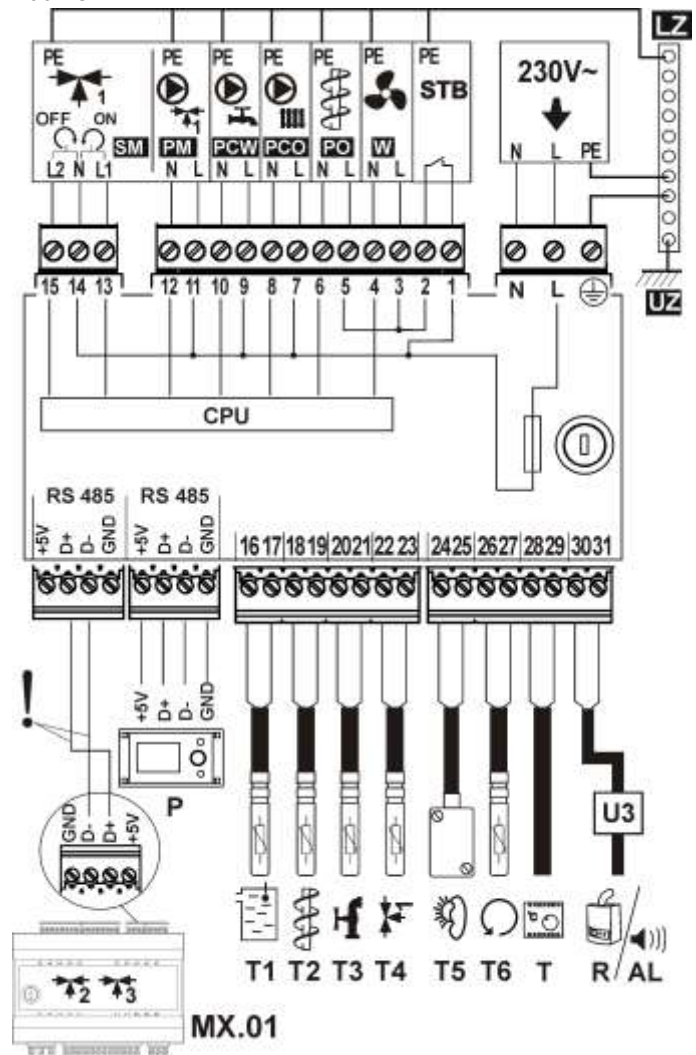 LZ
PE PE PE PE PE PE
1
STB
230V~
OFF ON
1
SM PM PCW PCO PO W
N L PE
L2 N L1 N L N L N L N L N L
15 14 13 12 11 10 9 8 7 6 5 4 3 2 1 N L
UZ
CPU
RS 485 RS 485
+5V D+ D- GND +5V D+ D- GND
16 17 18 19 20 21 22 23 24 25 26 27 28 29 30 31
!
+5V D+ D- GND
P
U3
GND D- D+ +5V
1
T1 T2 T3 T4 T5 T6 T R/AL
2 3
MX.01